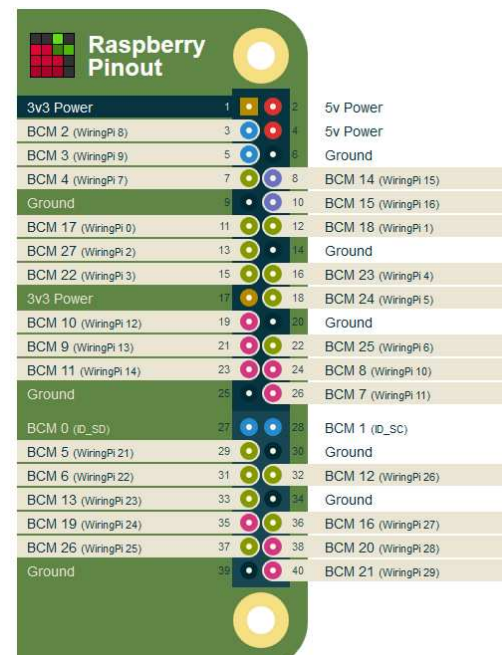 Raspberry
Pinout
3v3 Power 1 2 5v Power
BCM 2 (WiringPi 8) 3 4 5v Power
BCM 3 (WiringPi 9) 5 6 Ground
BCM 4 (WiringPi 7) 7 8 BCM 14 (WiringPi 15)
Ground 9 10 BCM 15 (WiringPi 16)
BCM 17 (WiringPi 0) 11 12 BCM 18 (WiringPi 1)
BCM 27 (WiringPi 2) 13 14 Ground
BCM 22 (WiringPi 3) 15 16 BCM 23 (WiringPi 4)
3v3 Power 17 18 BCM 24 (WiringPi 5)
BCM 10 (WiringPi 12) 19 20 Ground
BCM 9 (WiringPi 13) 21 22 BCM 25 (WiringPi 6)
BCM 11 (WiringPi 14) 23 24 BCM 8 (WiringPi 10)
Ground 25 26 BCM 7 (WiringPi 11)
BCM 0 (ID_SD) 27 28 BCM 1 (ID_SC)
BCM 5 (WiringPi 21) 29 30 Ground
BCM 6 (WiringPi 22) 31 32 BCM 12 (WiringPi 26)
BCM 13 (WiringPi 23) 33 34 Ground
BCM 19 (WiringPi 24) 35 36 BCM 16 (WiringPi 27)
BCM 26 (WiringPi 25) 37 38 BCM 20 (WiringPi 28)
Ground 39 40 BCM 21 (WiringPi 29)